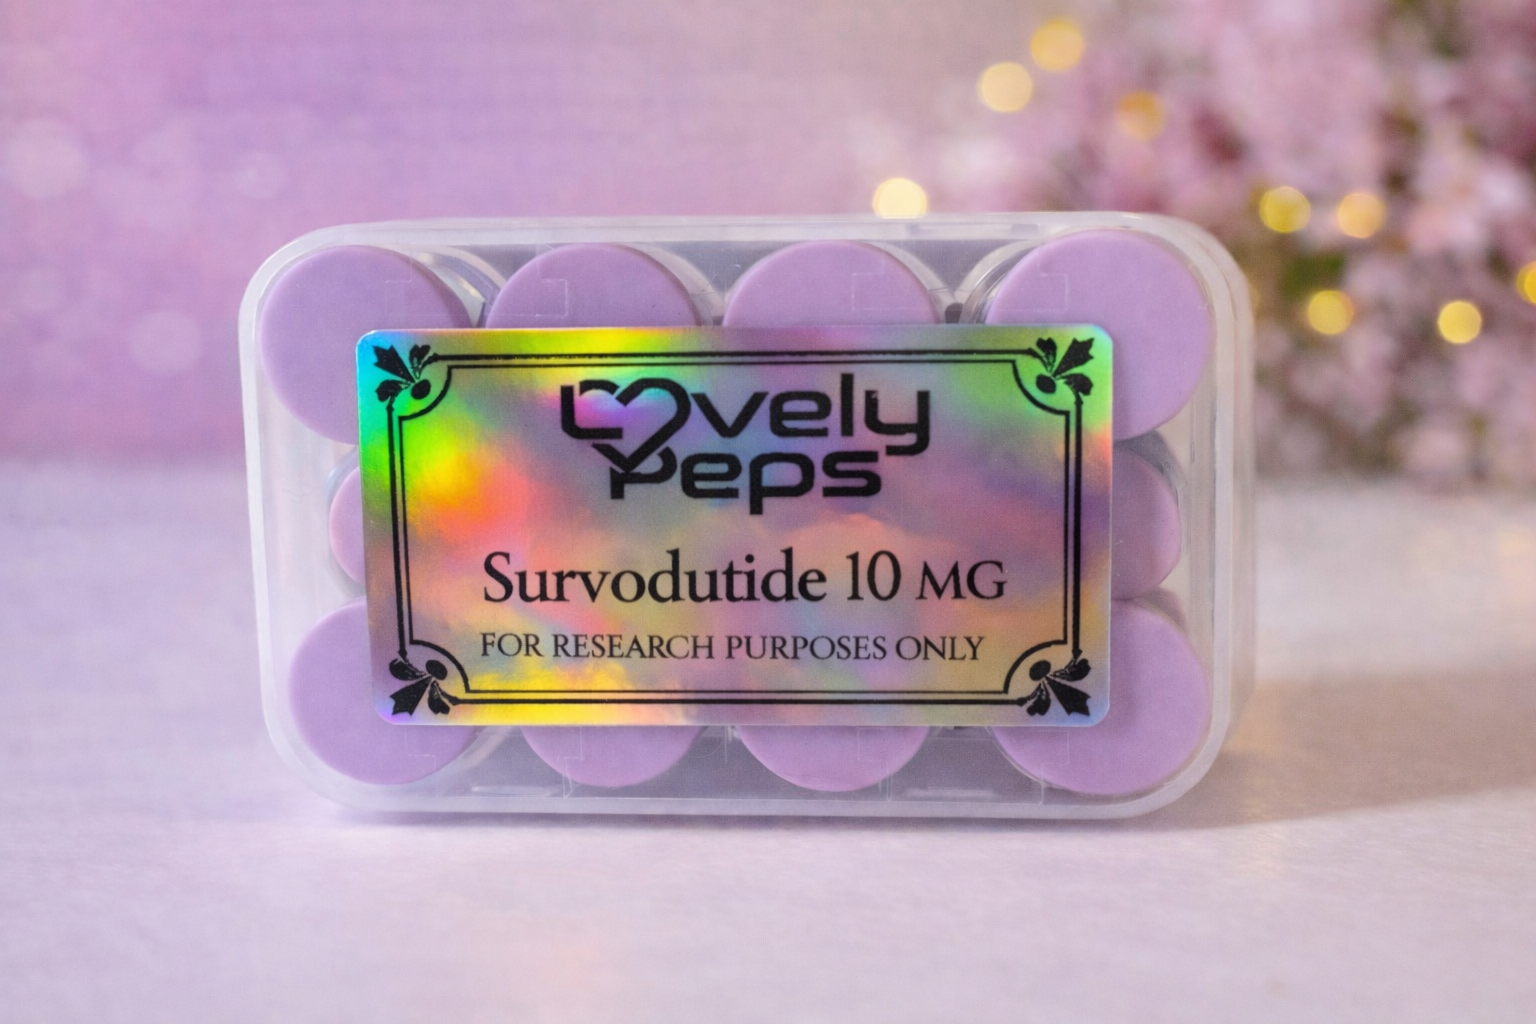 Lovely
Peps
Survodutide 10 MG
FOR RESEARCH PURPOSES ONLY